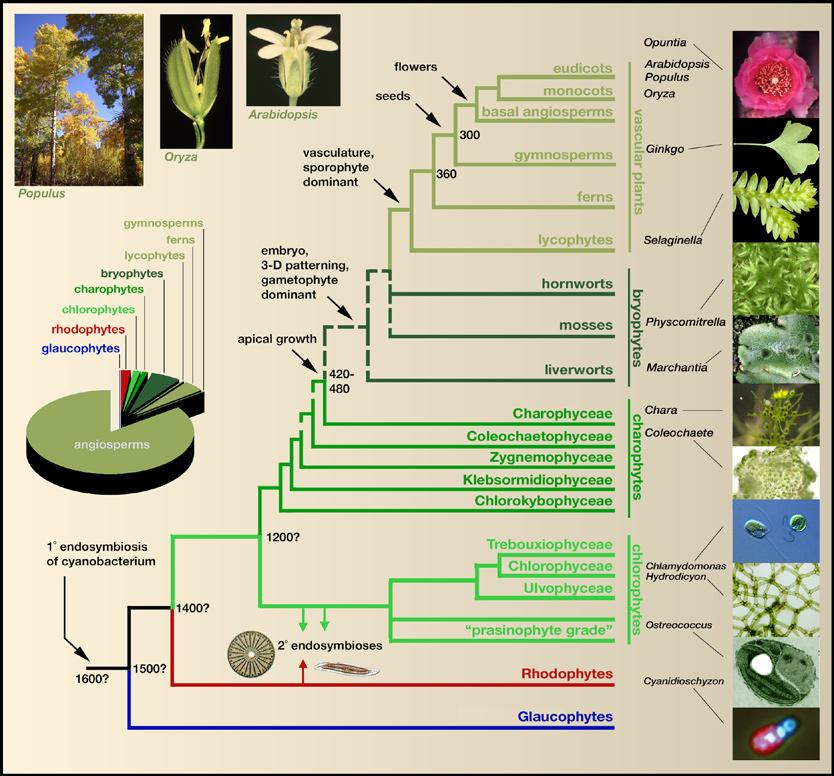 Populus
Oryza
Arabidopsis
flowers
seeds
vasculature,
sporophyte
dominant
embryo,
3-D patterning,
gametophyte
dominant
apical growth
300
360
420-
480
eudicots
monocots
basal angiosperms
gymnosperms
ferns
lycophytes
vascular plants
hornworts
mosses
liverworts
bryophytes
Charophyceae
Coleochaetophyceae
Zygnemophyceae
Klebsormidiophyceae
Chlorokybophyceae
charophytes
1200?
Trebouxiophyceae
Chlorophyceae
Ulvophyceae
"prasinophyte grade"
chlorophytes
2° endosymbioses
Rhodophytes
Glaucophytes
1° endosymbiosis
of cyanobacterium
1400?
1500?
1600?
gymnosperms
ferns
lycophytes
bryophytes
charophytes
chlorophytes
rhodophytes
glaucophytes
angiosperms
Opuntia
Arabidopsis
Populus
Oryza
Ginkgo
Selaginella
Physcomitrella
Marchantia
Chara
Coleochaete
Chlamydomonas
Hydrodicyon
Ostreococcus
Cyanidioschyzon